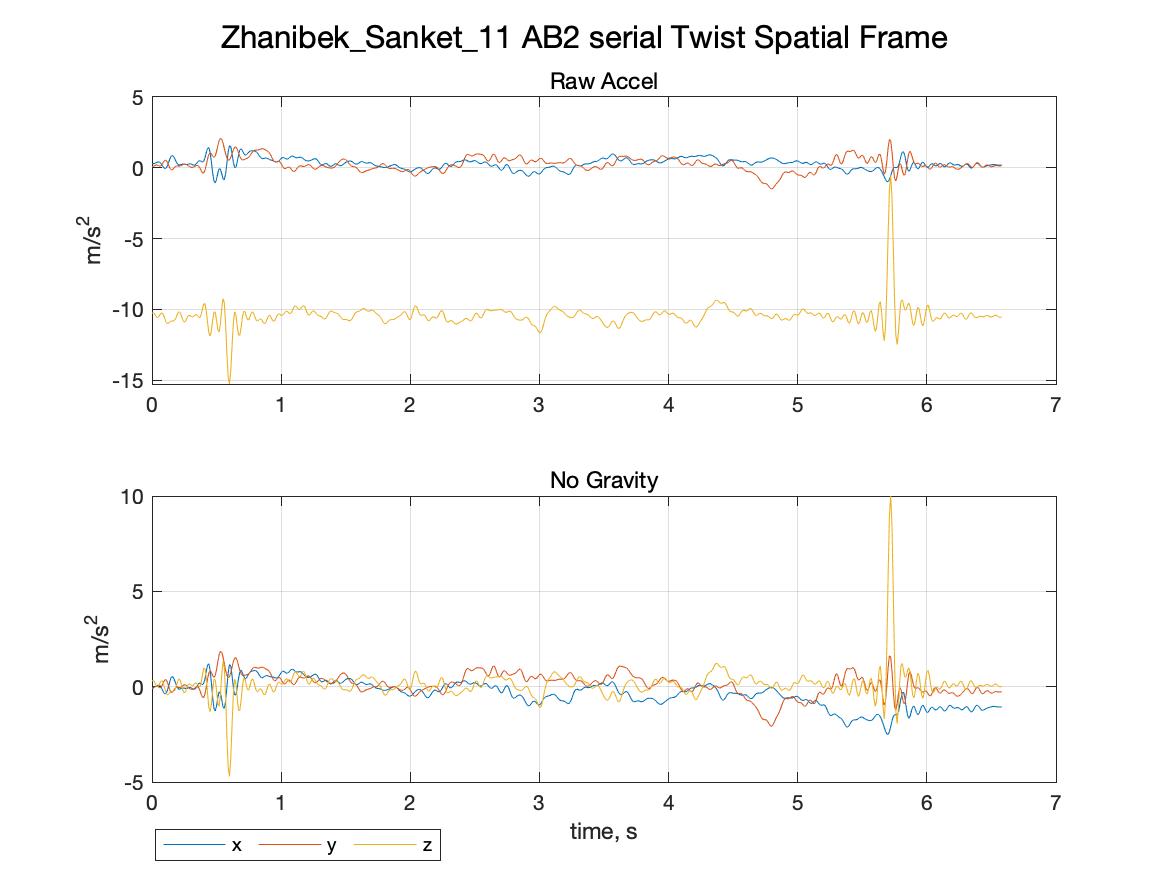 Zhanibek_Sanket_11 AB2 serial Twist Spatial Frame
Raw Accel
5
0
-5
-10
-15
m/s²
0 1 2 3 4 5 6 7
No Gravity
10
5
0
-5
m/s²
0 1 2 3 4 5 6 7
time, s
x y z